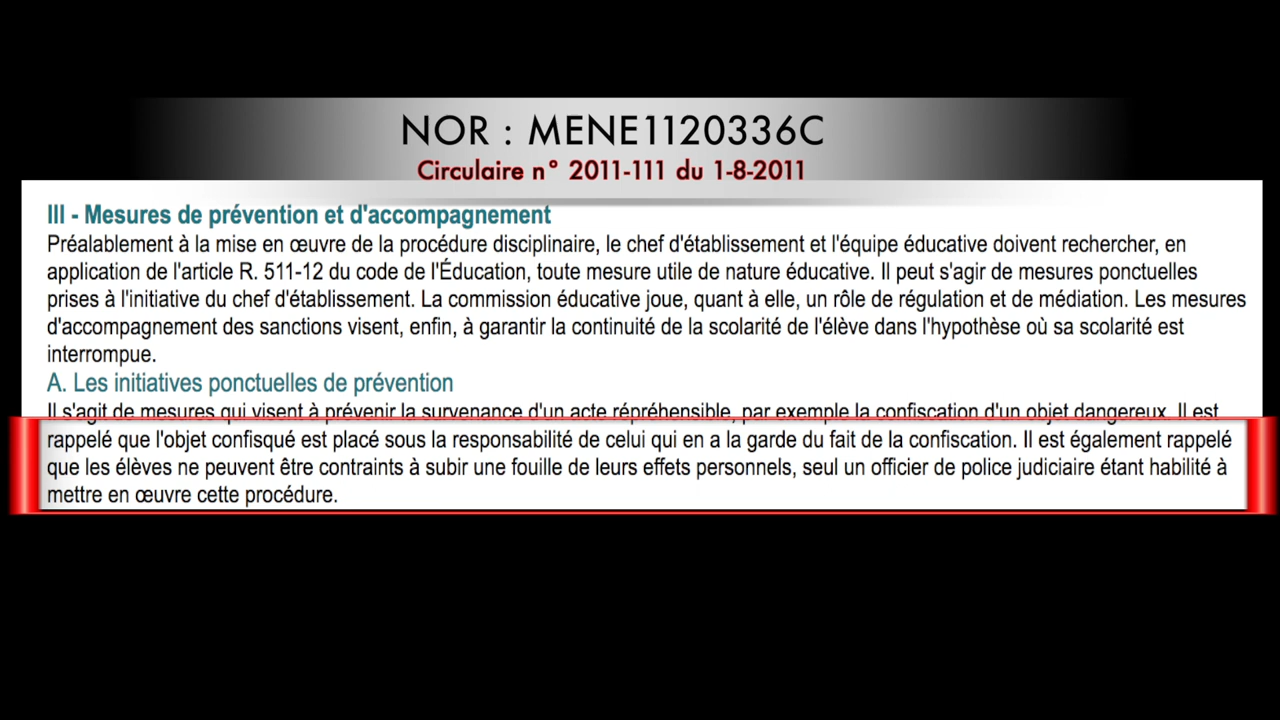 NOR : MENE1120336C
Circulaire n° 2011-111 du 1-8-2011
III - Mesures de prévention et d'accompagnement
Préalablement à la mise en œuvre de la procédure disciplinaire, le chef d'établissement et l'équipe éducative doivent rechercher, en
application de l'article R. 511-12 du code de l'Éducation, toute mesure utile de nature éducative. Il peut s'agir de mesures ponctuelles
prises à l'initiative du chef d'établissement. La commission éducative joue, quant à elle, un rôle de régulation et de médiation. Les mesures
d'accompagnement des sanctions visent, enfin, à garantir la continuité de la scolarité de l'élève dans l'hypothèse où sa scolarité est
interrompue.
A. Les initiatives ponctuelles de prévention
Il s'agit de mesures qui visent à prévenir la survenance d'un acte répréhensible, par exemple la confiscation d'un objet dangereux. Il est
rappelé que l'objet confisqué est placé sous la responsabilité de celui qui en a la garde du fait de la confiscation. Il est également rappelé
que les élèves ne peuvent être contraints à subir une fouille de leurs effets personnels, seul un officier de police judiciaire étant habilité à
mettre en œuvre cette procédure.